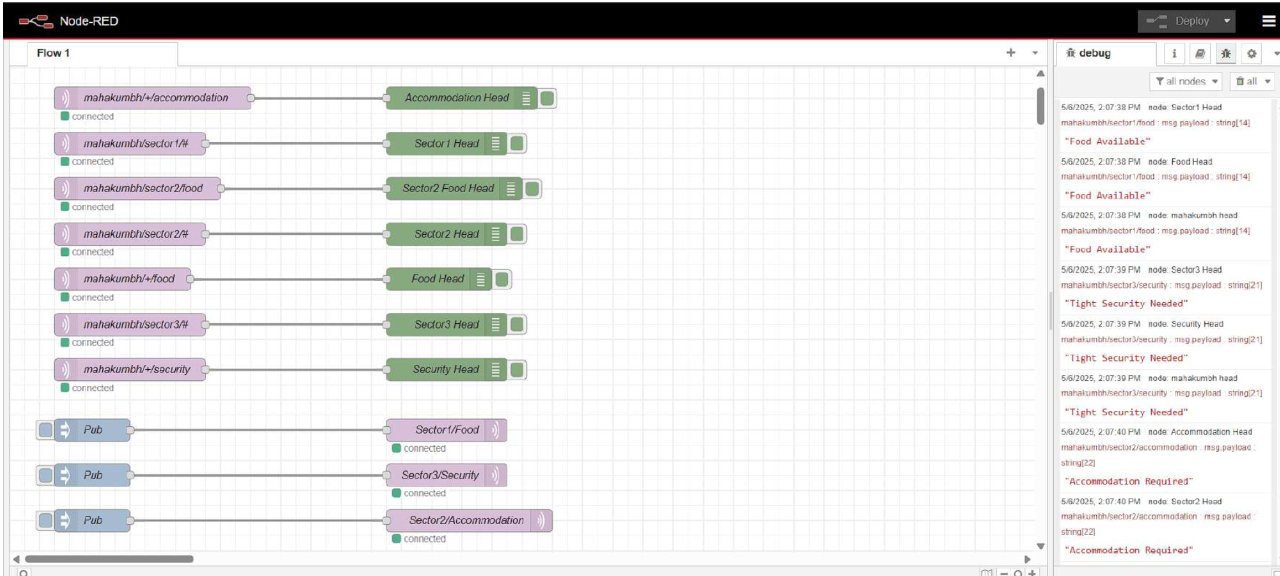 Node-RED
Deploy
Flow 1
mahakumbh/+/accommodation
connected
Accommodation Head
mahakumbh/sector1/#
connected
Sector1 Head
mahakumbh/sector2/food
connected
Sector2 Food Head
mahakumbh/sector2/#
connected
Sector2 Head
mahakumbh/+/food
connected
Food Head
mahakumbh/sector3/#
connected
Sector3 Head
mahakumbh/+/security
connected
Security Head
Pub
Sector1/Food
connected
Pub
Sector3/Security
connected
Pub
Sector2/Accommodation
connected
debug
i
all nodes
all
5/6/2025, 2:07:38 PM node: Sector1 Head
mahakumbh/sector1/food : msg.payload : string[14]
"Food Available"
5/6/2025, 2:07:38 PM node: Food Head
mahakumbh/sector1/food : msg.payload : string[14]
"Food Available"
5/6/2025, 2:07:38 PM node: mahakumbh head
mahakumbh/sector1/food : msg.payload : string[14]
"Food Available"
5/6/2025, 2:07:39 PM node: Sector3 Head
mahakumbh/sector3/security : msg.payload : string[21]
"Tight Security Needed"
5/6/2025, 2:07:39 PM node: Security Head
mahakumbh/sector3/security : msg.payload : string[21]
"Tight Security Needed"
5/6/2025, 2:07:39 PM node: mahakumbh head
mahakumbh/sector3/security : msg.payload : string[21]
"Tight Security Needed"
5/6/2025, 2:07:40 PM node: Accommodation Head
mahakumbh/sector2/accommodation : msg.payload :
string[22]
"Accommodation Required"
5/6/2025, 2:07:40 PM node: Sector2 Head
mahakumbh/sector2/accommodation : msg.payload :
string[22]
"Accommodation Required"